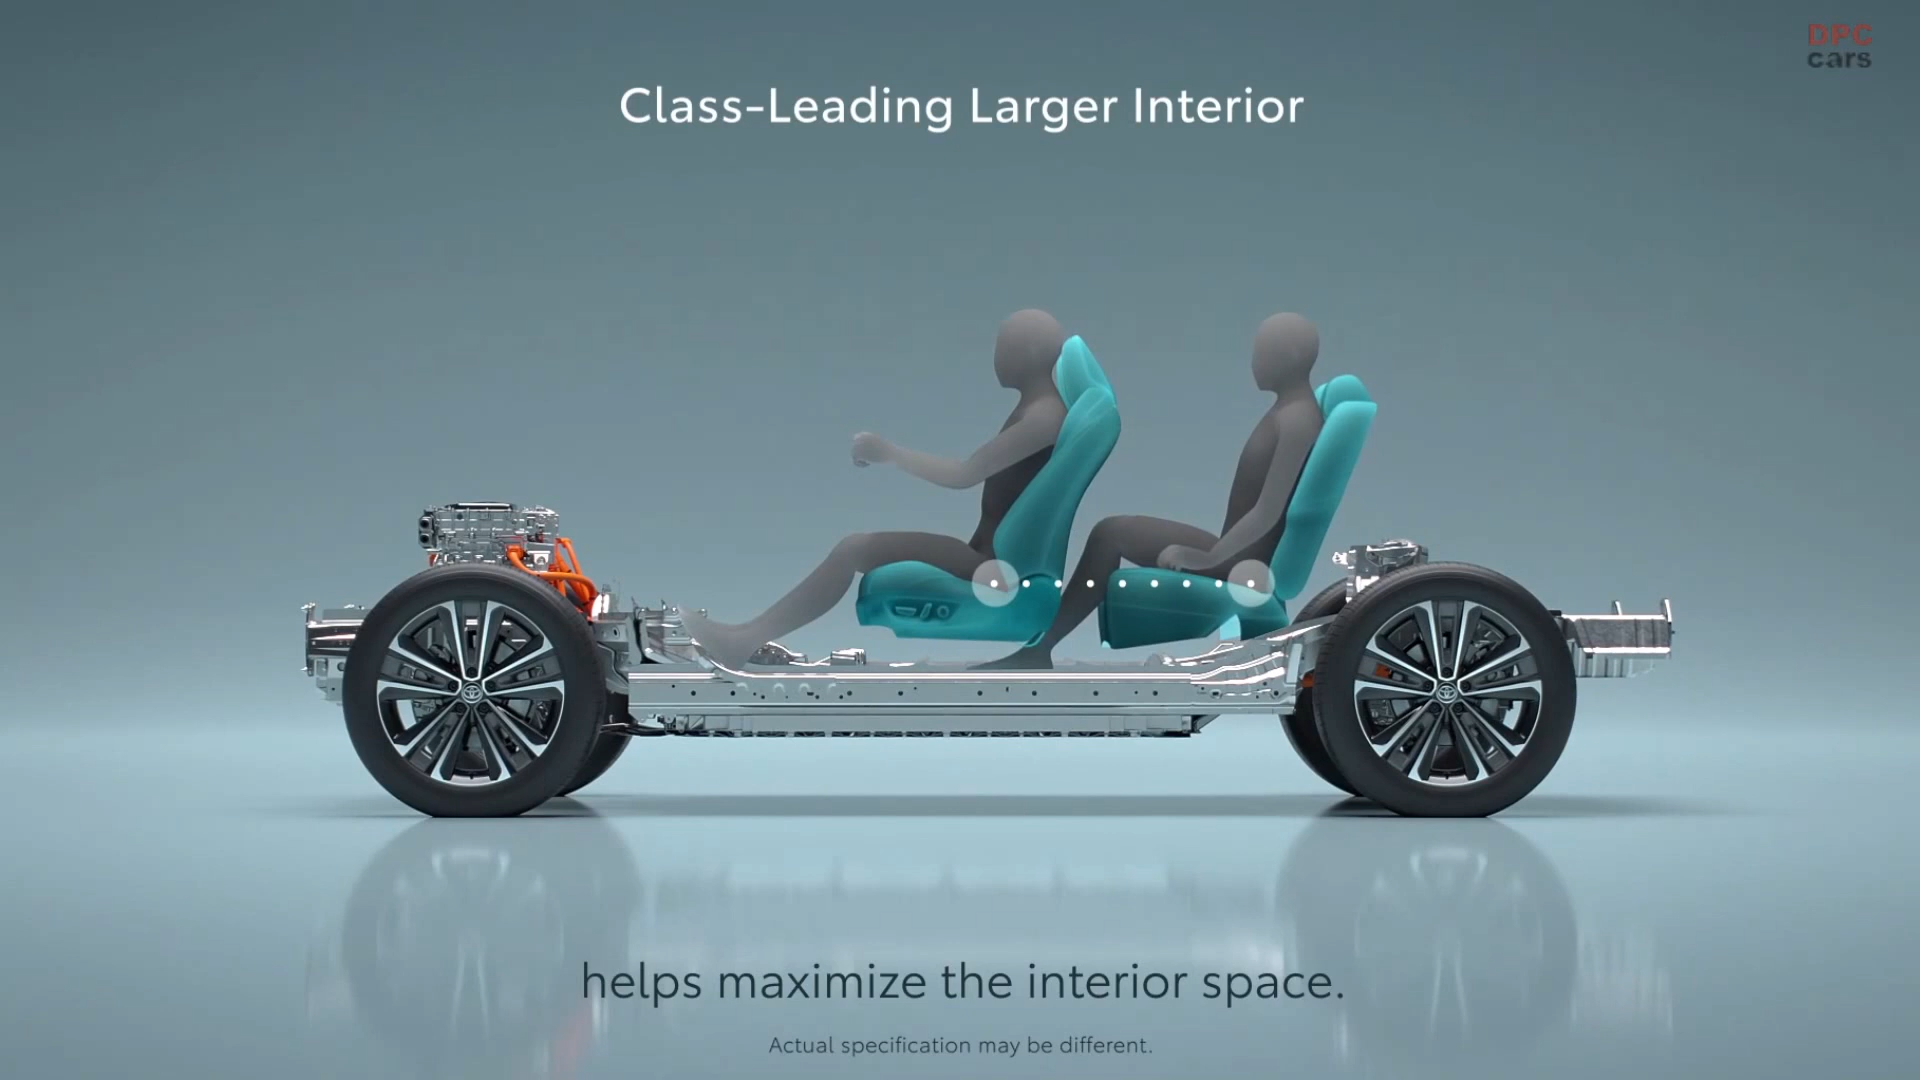 DPC
cars
Class-Leading Larger Interior
helps maximize the interior space.
Actual specification may be different.